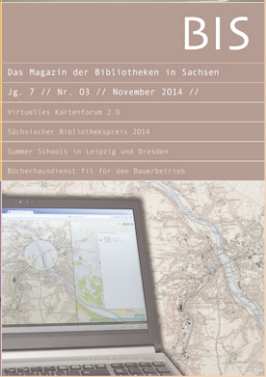 BIS
Das Magazin der Bibliotheken in Sachsen
Jg. 7 // Nr. 03 // November 2014 //
Virtuelles Kartenforum 2.0
Sächsischer Bibliothekspreis 2014
Summer Schools in Leipzig und Dresden
Bücherhausdienst fit für den Dauerbetrieb